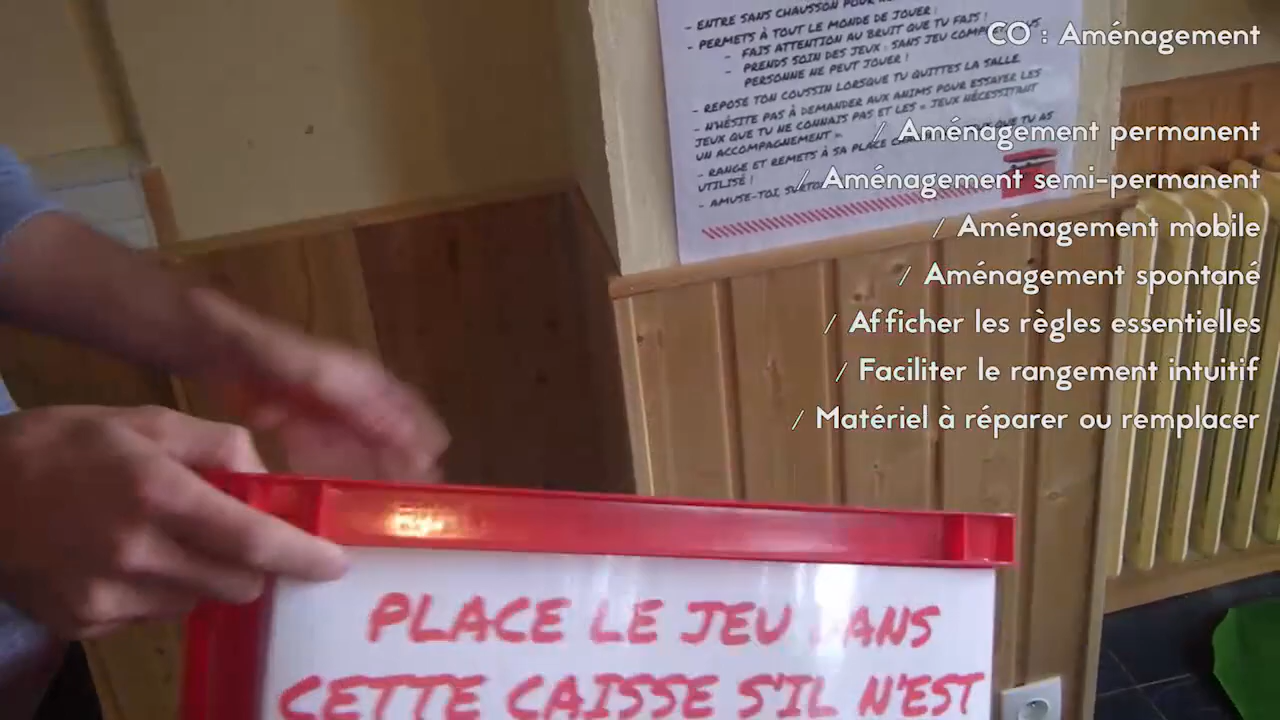 - ENTRE SANS CHAUSSON POUR
- PERMETS À TOUT LE MONDE DE JOUER !
- FAIS ATTENTION AU BRUIT QUE TU FAIS !
- PRENDS SOIN DES JEUX : SANS JEU
PERSONNE NE PEUT JOUER !
- REPOSE TON COUSSIN LORSQUE TU QUITTES LA SALLE
- N'HÉSITE PAS À DEMANDER AUX ANIMS POUR ESSAYER LES
JEUX QUE TU NE CONNAIS PAS ET LES « JEUX NÉCESSITANT
UN ACCOMPAGNEMENT ».
- RANGE ET REMETS À SA PLACE QUE TU AS
UTILISÉ !
- AMUSE-TOI,
CO : Aménagement
/ Aménagement permanent
/ Aménagement semi-permanent
/ Aménagement mobile
/ Aménagement spontané
/ Afficher les règles essentielles
/ Faciliter le rangement intuitif
/ Matériel à réparer ou remplacer
PLACE LE JEU
CETTE CAISSE S'IL N'EST